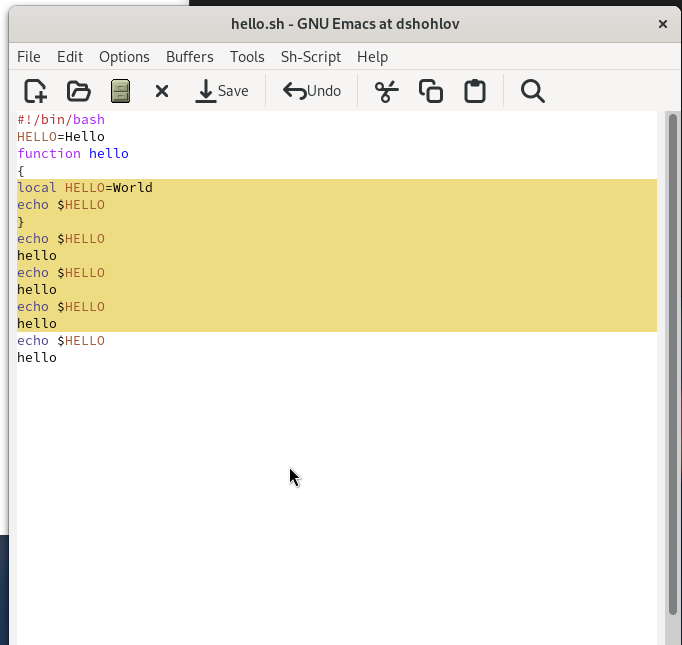 hello.sh - GNU Emacs at dshohlov
File Edit Options Buffers Tools Sh-Script Help
Save Undo
#!/bin/bash
HELLO=Hello
function hello
{
local HELLO=World
echo $HELLO
}
echo $HELLO
hello
echo $HELLO
hello
echo $HELLO
hello
echo $HELLO
hello